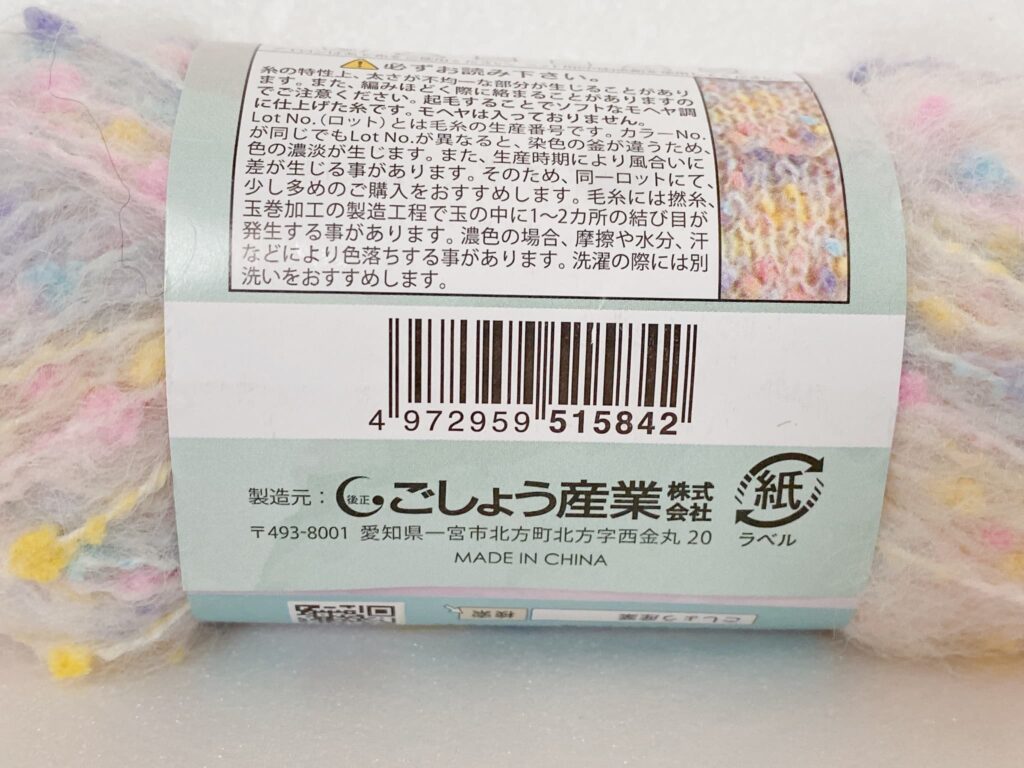 必ずお読み下さい。
糸の特性上、太さが不均一な部分が生じることがあり
ます。また、編みほどく際に絡まることがありますの
でご注意ください。起毛することでソフトなモヘヤ調
に仕上げた糸です。モヘヤは入っておりません。
Lot No.(ロット)とは毛糸の生産番号です。カラーNo.
が同じでもLot No.が異なると、染色の釜が違うため、
色の濃淡が生じます。また、生産時期により風合いに
差が生じる事があります。そのため、同一ロットにて、
少し多めのご購入をおすすめします。毛糸には撚糸、
玉巻加工の製造工程で玉の中に1~2カ所の結び目が
発生する事があります。濃色の場合、摩擦や水分、汗
などにより色落ちする事があります。洗濯の際には別
洗いをおすすめします。
4 972959 515842
製造元: 後正 ごしょう産業 株式会社
〒493-8001 愛知県一宮市北方町北方字西金丸 20
MADE IN CHINA
紙
ラベル
ごしょう産業 検索